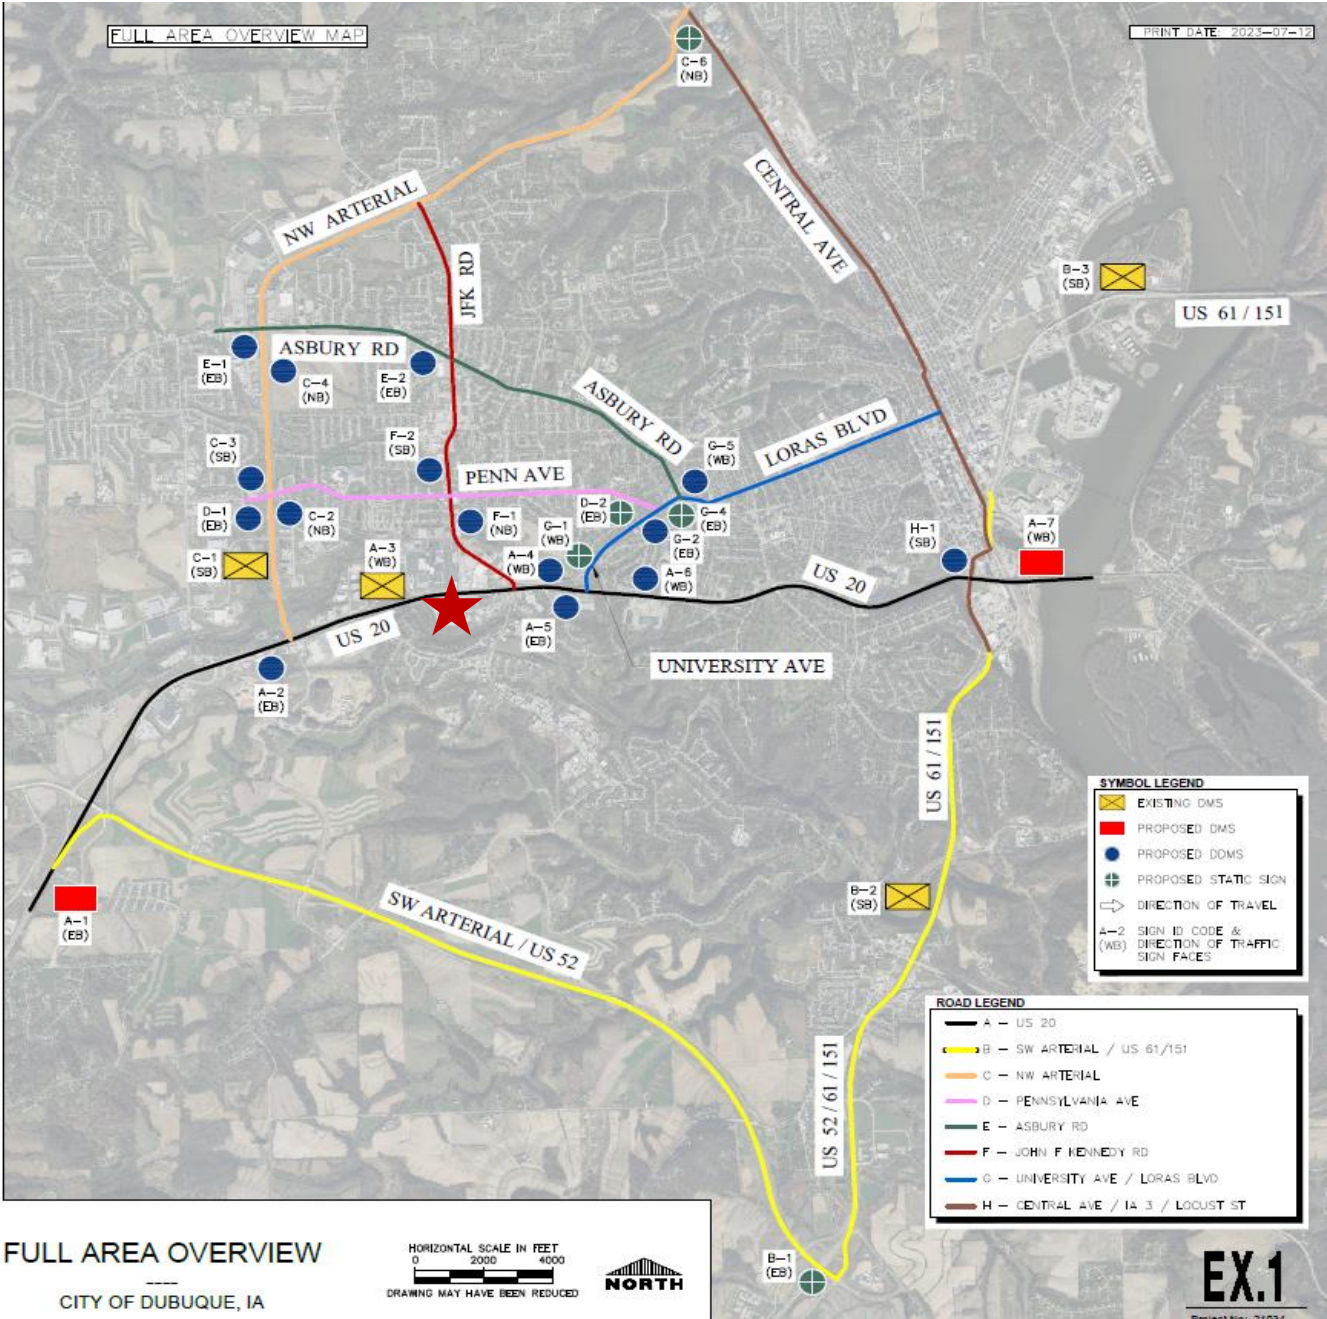 FULL AREA OVERVIEW MAP
PRINT DATE: 2023-07-12
C-6
(NB)
CENTRAL AVE
NW ARTERIAL
JFK RD
B-3
(SB)
US 61 / 151
ASBURY RD
E-1
(EB)
C-4
(NB)
E-2
(EB)
ASBURY RD
LORAS BLVD
G-5
(WB)
F-2
(SB)
C-3
(SB)
PENN AVE
D-1
(EB)
C-2
(NB)
F-1
(NB)
D-2
(EB)
G-4
(EB)
G-1
(WB)
G-2
(EB)
H-1
(SB)
A-7
(WB)
C-1
(SB)
A-3
(WB)
A-4
(WB)
A-6
(WB)
US 20
US 20
A-5
(EB)
UNIVERSITY AVE
A-2
(EB)
US 61 / 151
A-1
(EB)
SW ARTERIAL / US 52
B-2
(SB)
US 52 / 61 / 151
B-1
(EB)
SYMBOL LEGEND
EXISTING DMS
PROPOSED DMS
PROPOSED DDMS
PROPOSED STATIC SIGN
DIRECTION OF TRAVEL
A-2 SIGN ID CODE &
(WB) DIRECTION OF TRAFFIC
SIGN FACES
ROAD LEGEND
A - US 20
B - SW ARTERIAL / US 61/151
C - NW ARTERIAL
D - PENNSYLVANIA AVE
E - ASBURY RD
F - JOHN F KENNEDY RD
G - UNIVERSITY AVE / LORAS BLVD
H - CENTRAL AVE / IA 3 / LOCUST ST
FULL AREA OVERVIEW
----
CITY OF DUBUQUE, IA
HORIZONTAL SCALE IN FEET
0 2000 4000
DRAWING MAY HAVE BEEN REDUCED
NORTH
EX.1